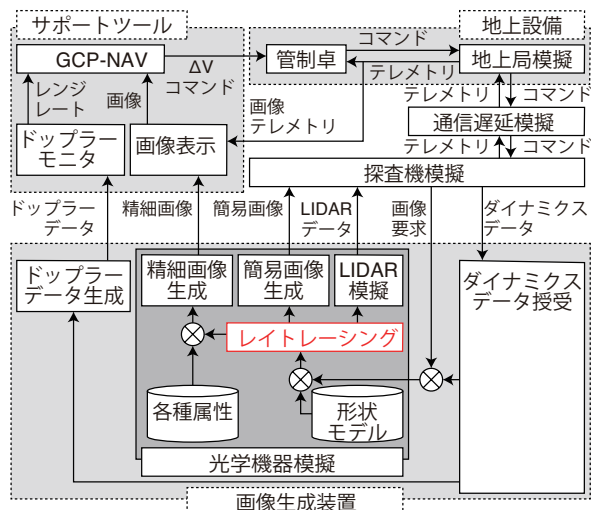 サポートツール
地上設備
GCP-NAV
ΔV
コマンド
管制卓
コマンド
テレメトリ
地上局模擬
レンジ
レート
画像
画像
テレメトリ
テレメトリ
コマンド
ドップラー
モニタ
画像表示
通信遅延模擬
テレメトリ
コマンド
探査機模擬
ドップラー
データ
精細画像
簡易画像
LIDAR
データ
画像
要求
ダイナミクス
データ
ドップラー
データ生成
精細画像
生成
簡易画像
生成
LIDAR
模擬
ダイナミクス
データ授受
レイトレーシング
各種属性
形状
モデル
光学機器模擬
画像生成装置